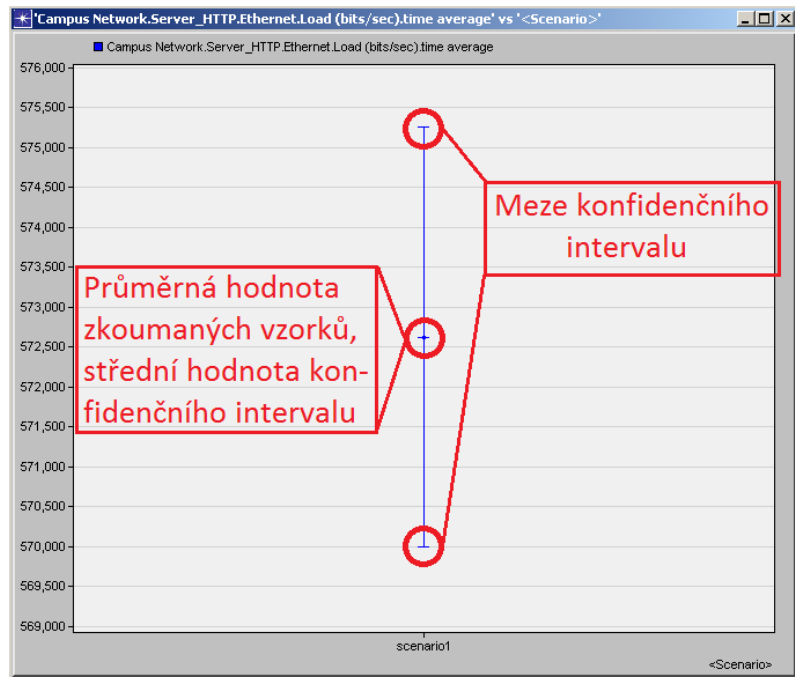 'Campus Network.Server_HTTP.Ethernet.Load (bits/sec).time average' vs '<Scenario>'
Campus Network.Server_HTTP.Ethernet.Load (bits/sec).time average
576,000
575,500
575,000
574,500
574,000
573,500
573,000
572,500
572,000
571,500
571,000
570,500
570,000
569,500
569,000
Meze konfidenčního
intervalu
Průměrná hodnota
zkoumaných vzorků,
střední hodnota kon-
fidenčního intervalu
scenario1
<Scenario>